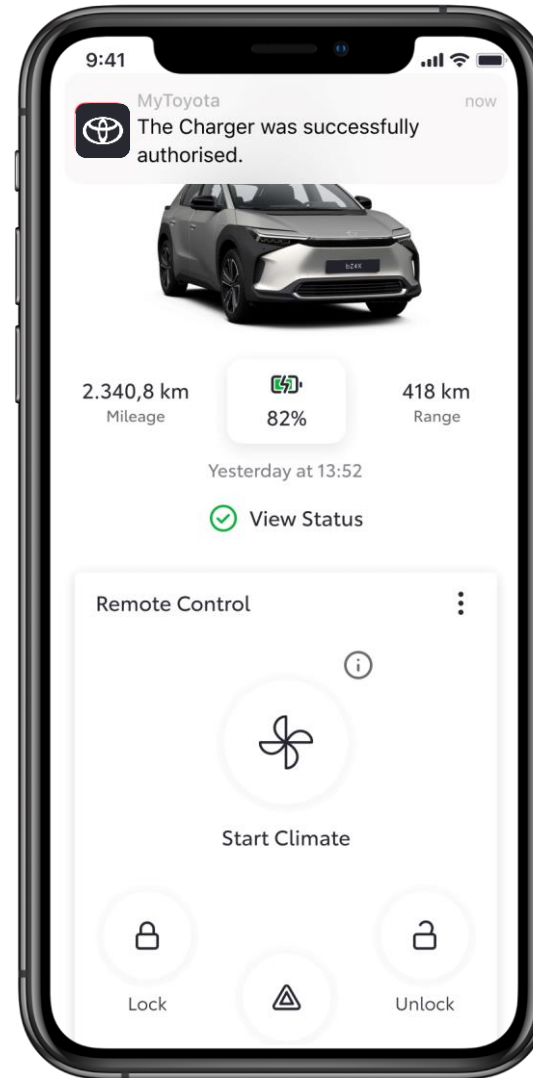 9:41
MyToyota
now
The Charger was successfully
authorised.
bZ4X
2.340,8 km
Mileage
82%
418 km
Range
Yesterday at 13:52
View Status
Remote Control
Start Climate
Lock
Unlock